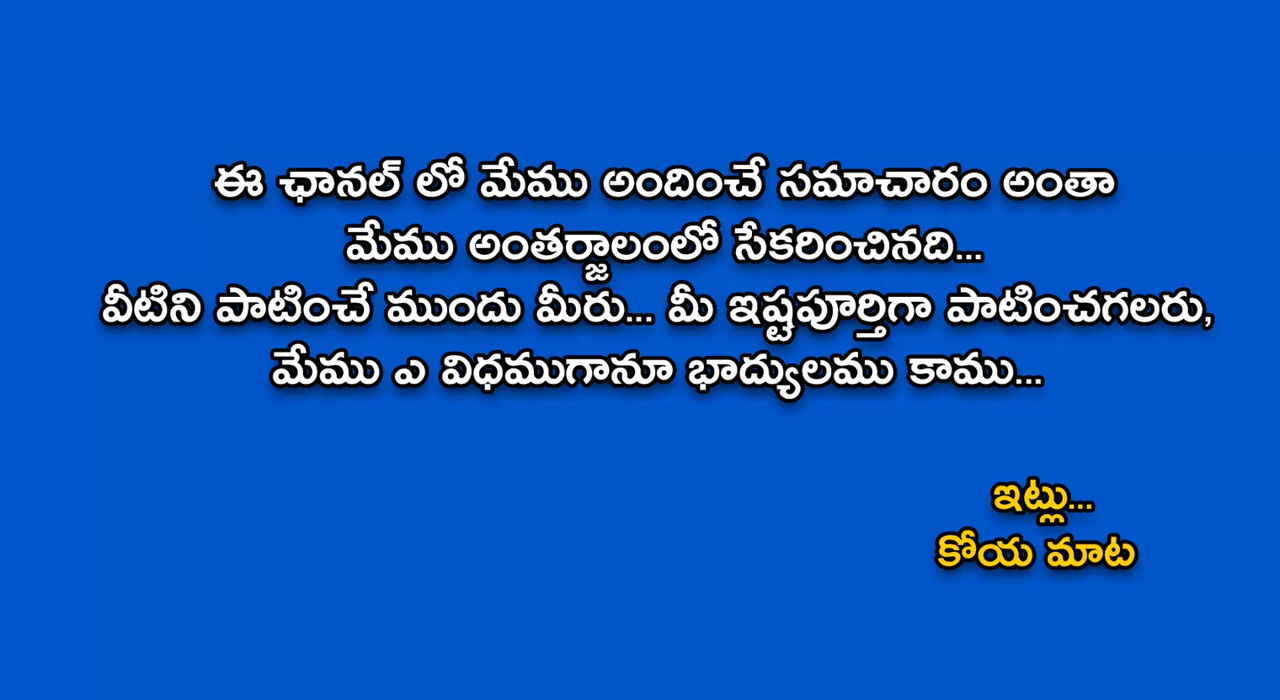 ఈ ఛానల్ లో మేము అందించే సమాచారం అంతా
మేము అంతర్జాలంలో సేకరించినది...
వీటిని పాటించే ముందు మీరు... మీ ఇష్టపూర్తిగా పాటించగలరు,
మేము ఎ విధముగానూ భాద్యులము కాము...
ఇట్లు...
కోయ మాట